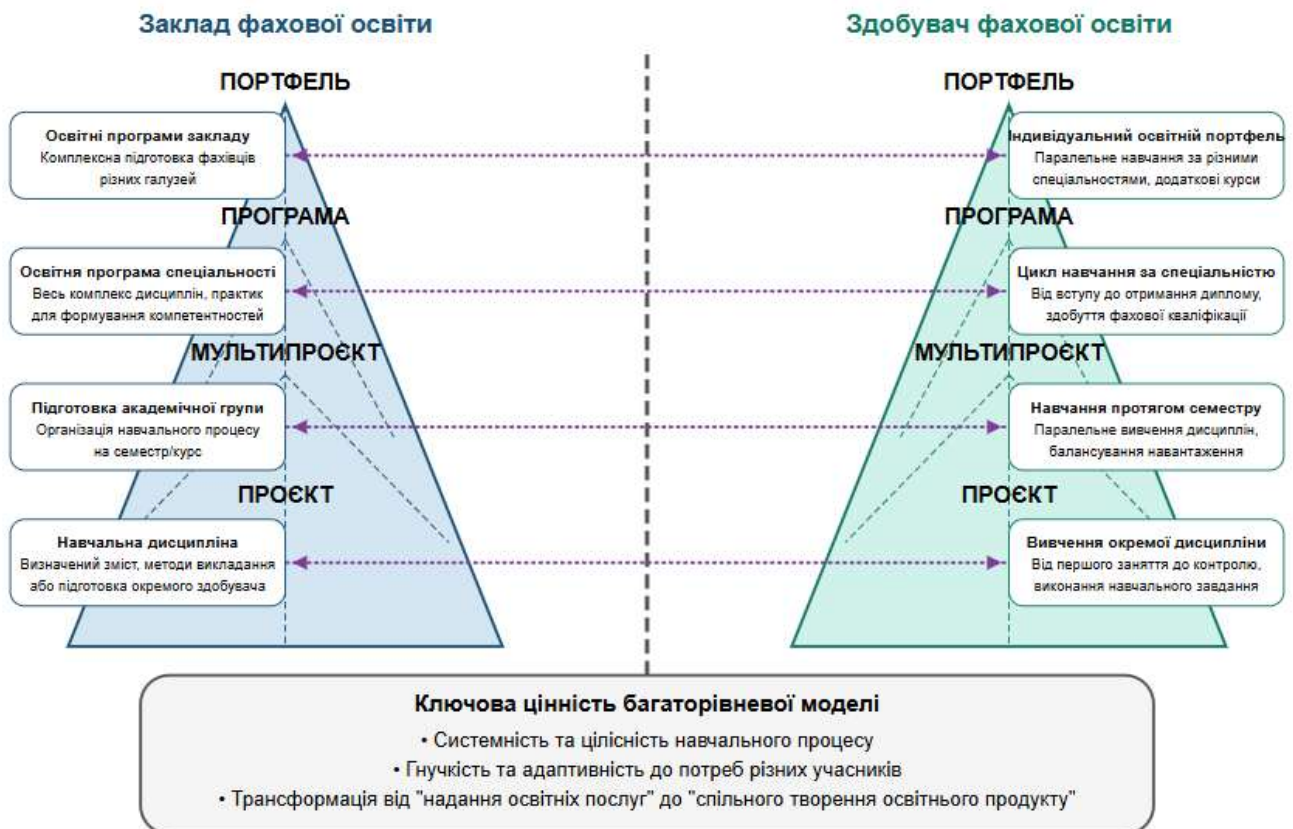 Заклад фахової освіти
Здобувач фахової освіти
ПОРТФЕЛЬ
ПОРТФЕЛЬ
Освітні програми закладу
Комплексна підготовка фахівців
різних галузей
Індивідуальний освітній портфель
Паралельне навчання за різними
спеціальностями, додаткові курси
ПРОГРАМА
ПРОГРАМА
Освітня програма спеціальності
Весь комплекс дисциплін, практик
для формування компетентностей
Цикл навчання за спеціальністю
Від вступу до отримання диплому,
здобуття фахової кваліфікації
МУЛЬТИПРОЄКТ
МУЛЬТИПРОЄКТ
Підготовка академічної групи
Організація навчального процесу
на семестр/курс
Навчання протягом семестру
Паралельне вивчення дисциплін,
балансування навантаження
ПРОЄКТ
ПРОЄКТ
Навчальна дисципліна
Визначений зміст, методи викладання
або підготовка окремого здобувача
Вивчення окремої дисципліни
Від першого заняття до контролю,
виконання навчального завдання
Ключова цінність багаторівневої моделі
• Системність та цілісність навчального процесу
• Гнучкість та адаптивність до потреб різних учасників
• Трансформація від "надання освітніх послуг" до "спільного творення освітнього продукту"